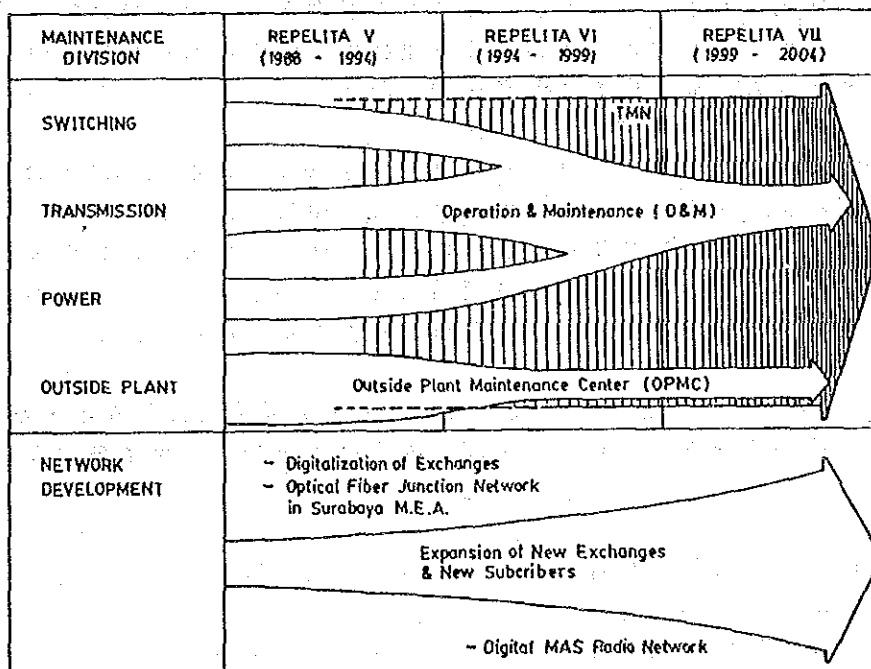 MAINTENANCE
DIVISION
REPELITA V
(1988 - 1994)
REPELITA VI
(1994 - 1999)
REPELITA VII
(1999 - 2004)
SWITCHING
TMN
TRANSMISSION
Operation & Maintenance (O&M)
POWER
OUTSIDE PLANT
Outside Plant Maintenance Center (OPMC)
NETWORK
DEVELOPMENT
- Digitalization of Exchanges
- Optical Fiber Junction Network
in Surabaya M.E.A.
Expansion of New Exchanges
& New Subcribers
- Digital MAS Radio Network